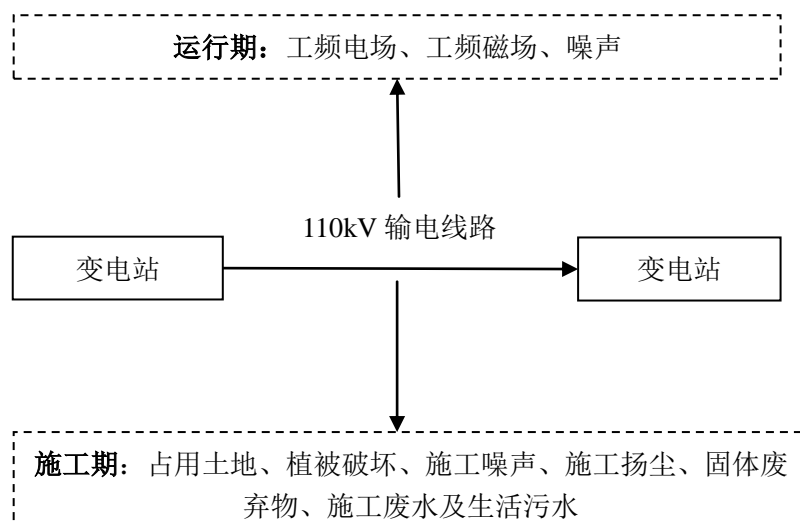 运行期：工频电场、工频磁场、噪声
110kV 输电线路
变电站
变电站
施工期：占用土地、植被破坏、施工噪声、施工扬尘、固体废
弃物、施工废水及生活污水